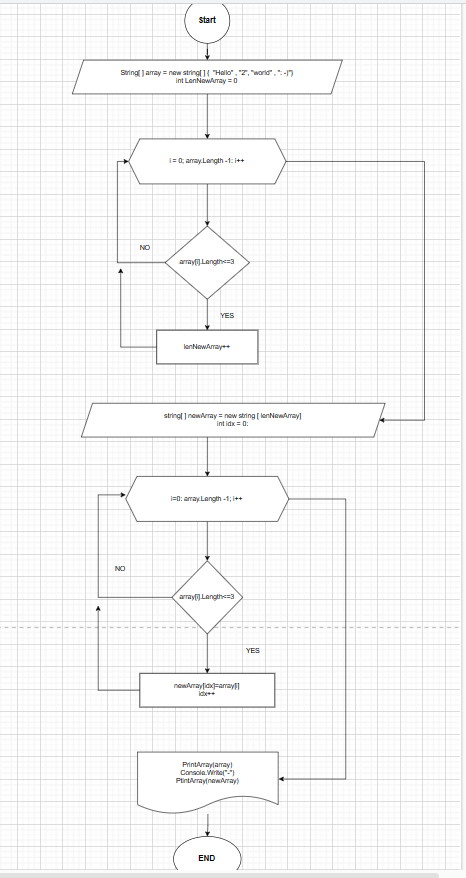 Start
String[ ] array = new string[ ] { "Hello" , "2", "world" , ": -)"}
int LenNewArray = 0
i = 0; array.Length -1: i++
NO
array[i].Length<=3
YES
lenNewArray++
string[ ] newArray = new string [ lenNewArray]
int idx = 0:
i=0: array.Length -1; i++
NO
array[i].Length<=3
YES
newArray[idx]=array[i]
idx++
PrintArray(array)
Console.Write("-")
PtintArray(newArray)
END